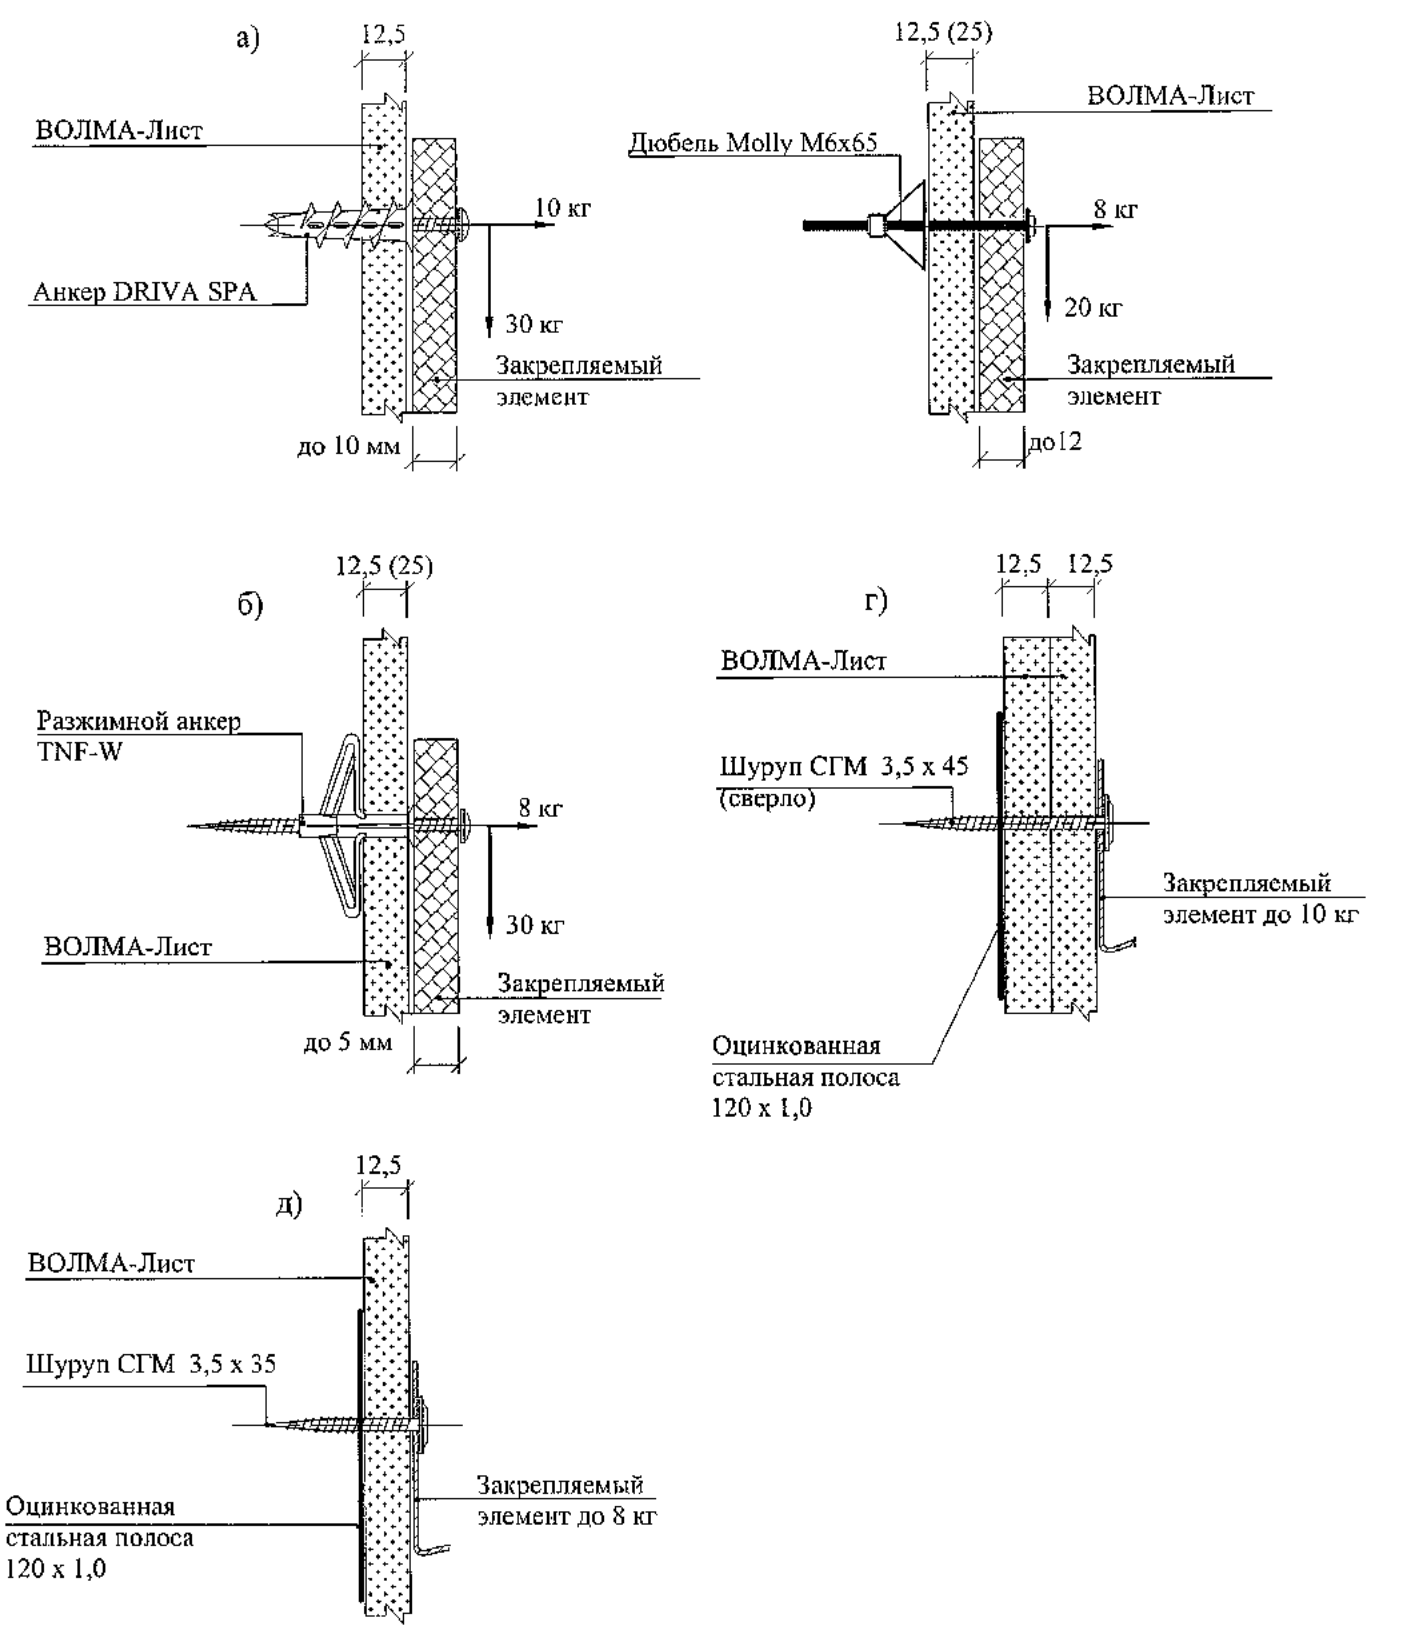 а)
12,5
ВОЛМА-Лист
Анкер DRIVA SPA
10 кг
30 кг
Закрепляемый
элемент
до 10 мм
12,5 (25)
ВОЛМА-Лист
Дюбель Molly М6х65
8 кг
20 кг
Закрепляемый
элемент
до12
б)
12,5 (25)
Разжимной анкер
TNF-W
8 кг
30 кг
ВОЛМА-Лист
Закрепляемый
элемент
до 5 мм
г)
12,5 12,5
ВОЛМА-Лист
Шуруп СГМ 3,5 х 45
(сверло)
Закрепляемый
элемент до 10 кг
Оцинкованная
стальная полоса
120 х 1,0
д)
12,5
ВОЛМА-Лист
Шуруп СГМ 3,5 х 35
Закрепляемый
элемент до 8 кг
Оцинкованная
стальная полоса
120 х 1,0